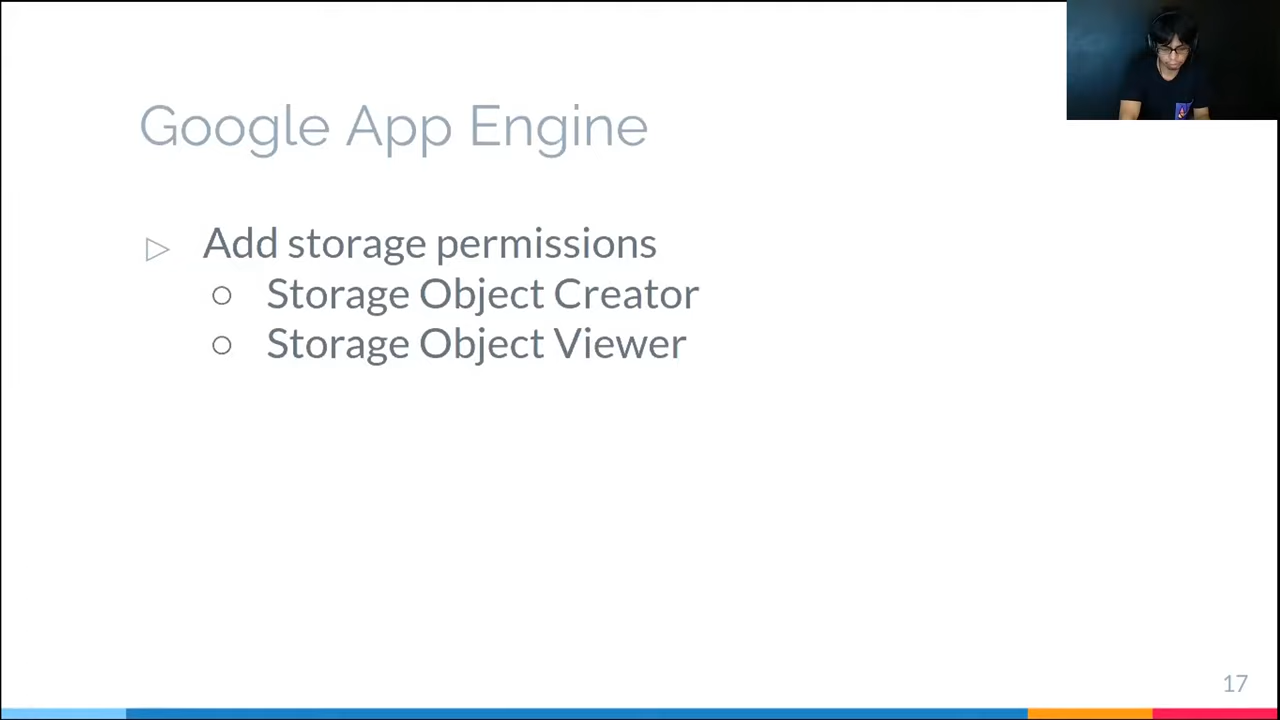 Google App Engine
Add storage permissions
Storage Object Creator
Storage Object Viewer
17